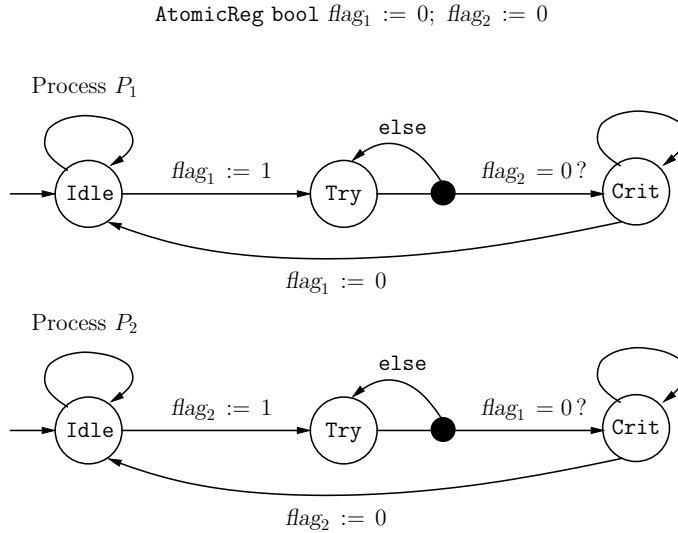 AtomicReg bool flag₁ := 0; flag₂ := 0
Process P₁
else
flag₁ := 1
flag₂ = 0 ?
Idle
Try
Crit
flag₁ := 0
Process P₂
else
flag₂ := 1
flag₁ = 0 ?
Idle
Try
Crit
flag₂ := 0